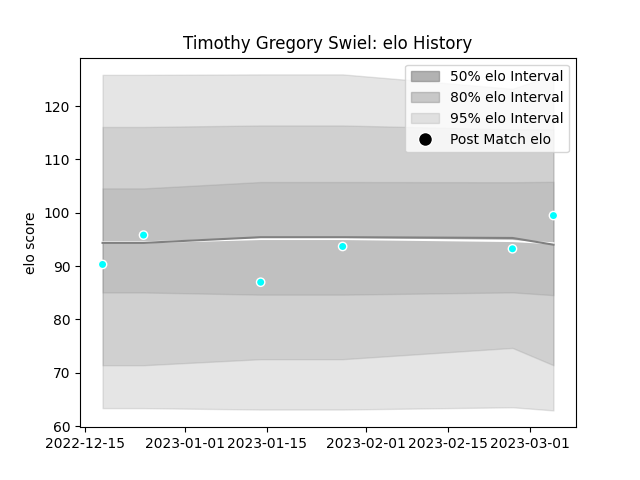 Timothy Gregory Swiel: elo History
50% elo Interval
80% elo Interval
95% elo Interval
Post Match elo
elo score
120
110
100
90
80
70
60
2022-12-15 2023-01-01 2023-01-15 2023-02-01 2023-02-15 2023-03-01